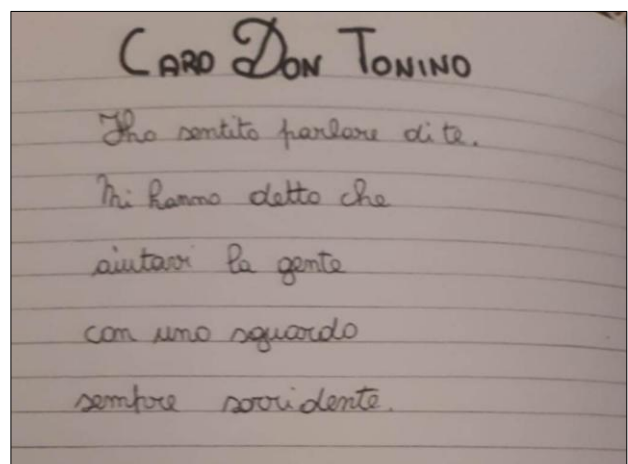 CARO DON TONINO
Ho sentito parlare di te.
Mi hanno detto che
aiutavi la gente
con uno sguardo
sempre sorridente.